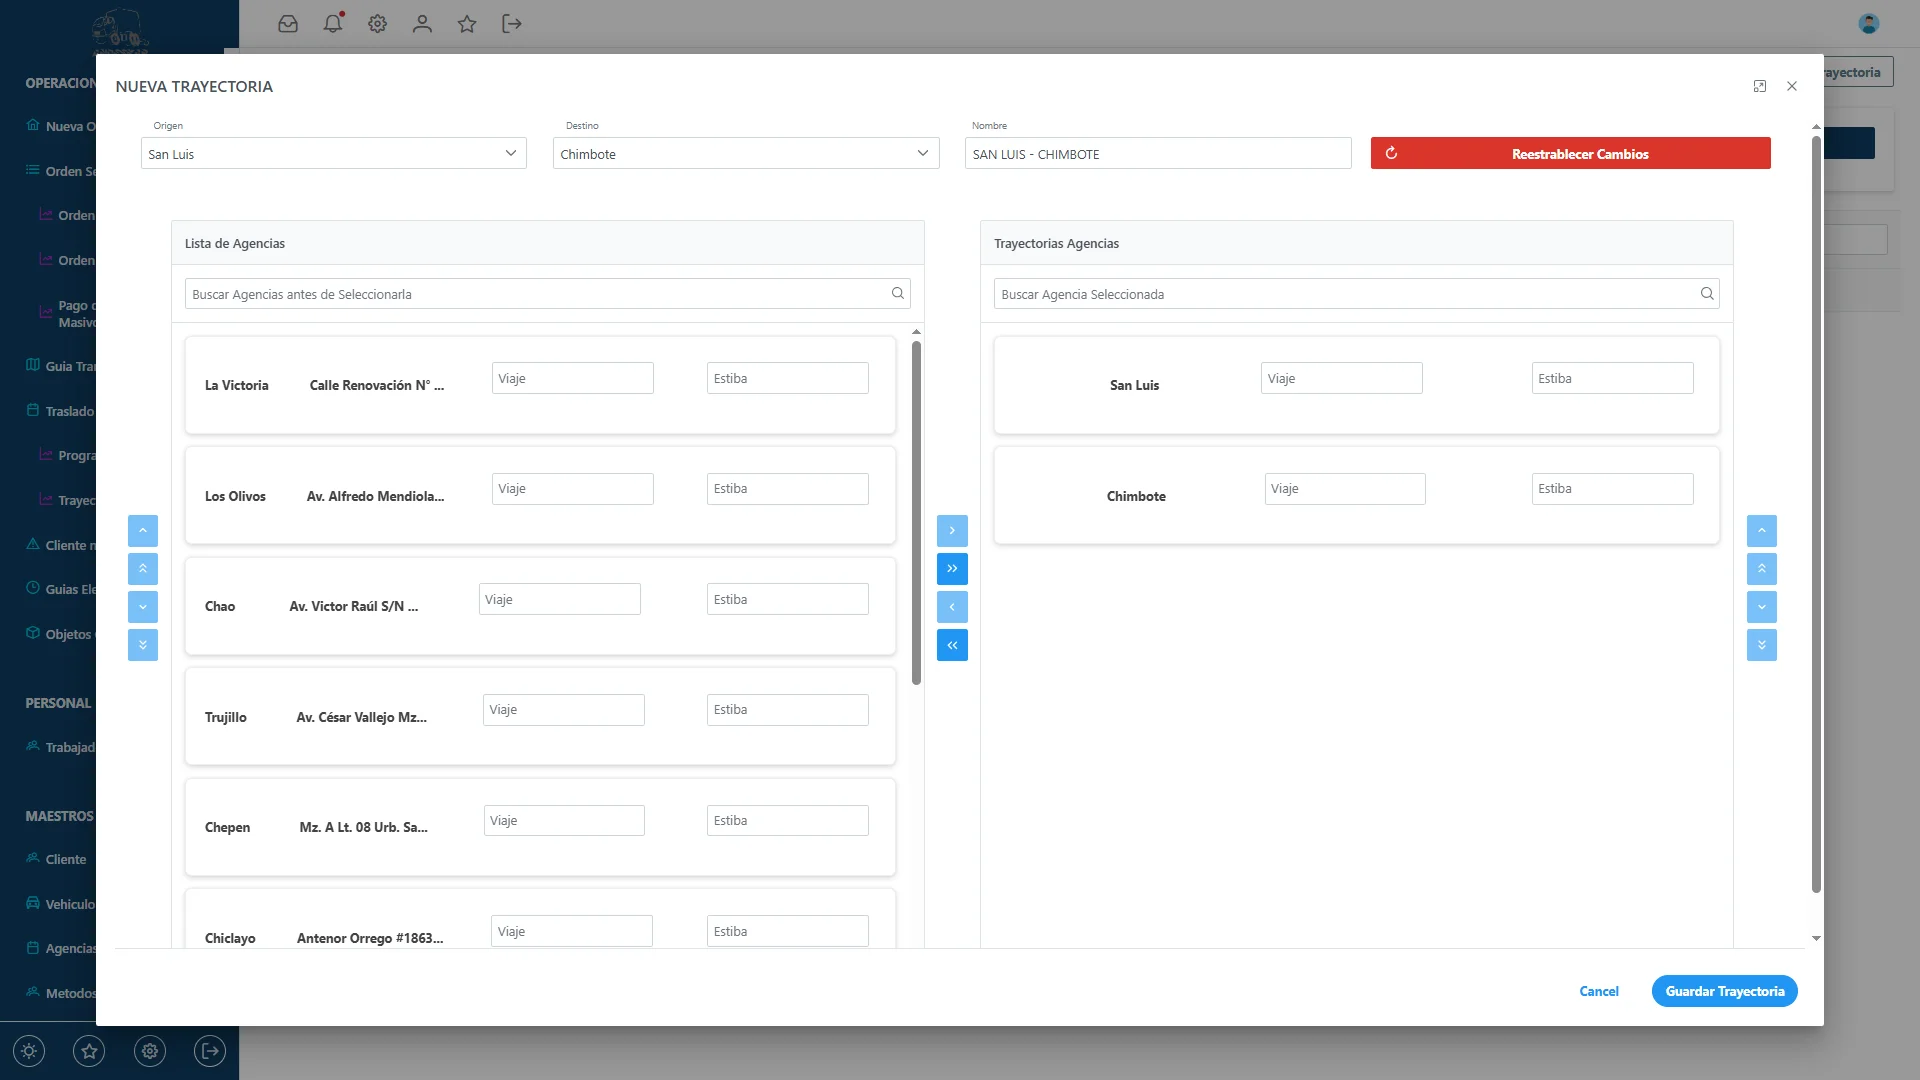 NUEVA TRAYECTORIA
rayectoria
Origen
San Luis
Destino
Chimbote
Nombre
SAN LUIS - CHIMBOTE
Reestrablecer Cambios
Lista de Agencias
Buscar Agencias antes de Seleccionarla
La Victoria Calle Renovación N° ... Viaje Estiba
Los Olivos Av. Alfredo Mendiola... Viaje Estiba
Chao Av. Victor Raúl S/N ... Viaje Estiba
Trujillo Av. César Vallejo Mz... Viaje Estiba
Chepen Mz. A Lt. 08 Urb. Sa... Viaje Estiba
Chiclayo Antenor Orrego #1863... Viaje Estiba
Trayectorias Agencias
Buscar Agencia Seleccionada
San Luis Viaje Estiba
Chimbote Viaje Estiba
Cancel
Guardar Trayectoria
OPERACION
Nueva O
Orden Se
Orden
Orden
Pago
Masivo
Guia Tra
Traslado
Progra
Trayec
Cliente
Guias Ele
Objetos
PERSONAL
Trabajad
MAESTROS
Cliente
Vehiculo
Agencias
Metodos